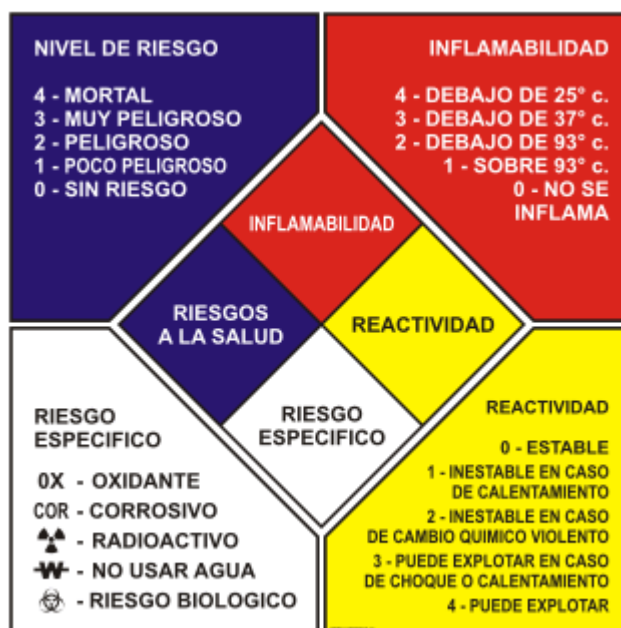 NIVEL DE RIESGO
4 - MORTAL
3 - MUY PELIGROSO
2 - PELIGROSO
1 - POCO PELIGROSO
0 - SIN RIESGO
INFLAMABILIDAD
4 - DEBAJO DE 25° c.
3 - DEBAJO DE 37° c.
2 - DEBAJO DE 93° c.
1 - SOBRE 93° c.
0 - NO SE
INFLAMA
INFLAMABILIDAD
RIESGOS
A LA SALUD
REACTIVIDAD
RIESGO
ESPECIFICO
RIESGO
ESPECIFICO
0X - OXIDANTE
COR - CORROSIVO
- RADIOACTIVO
W - NO USAR AGUA
- RIESGO BIOLOGICO
REACTIVIDAD
0 - ESTABLE
1 - INESTABLE EN CASO
DE CALENTAMIENTO
2 - INESTABLE EN CASO
DE CAMBIO QUIMICO VIOLENTO
3 - PUEDE EXPLOTAR EN CASO
DE CHOQUE O CALENTAMIENTO
4 - PUEDE EXPLOTAR